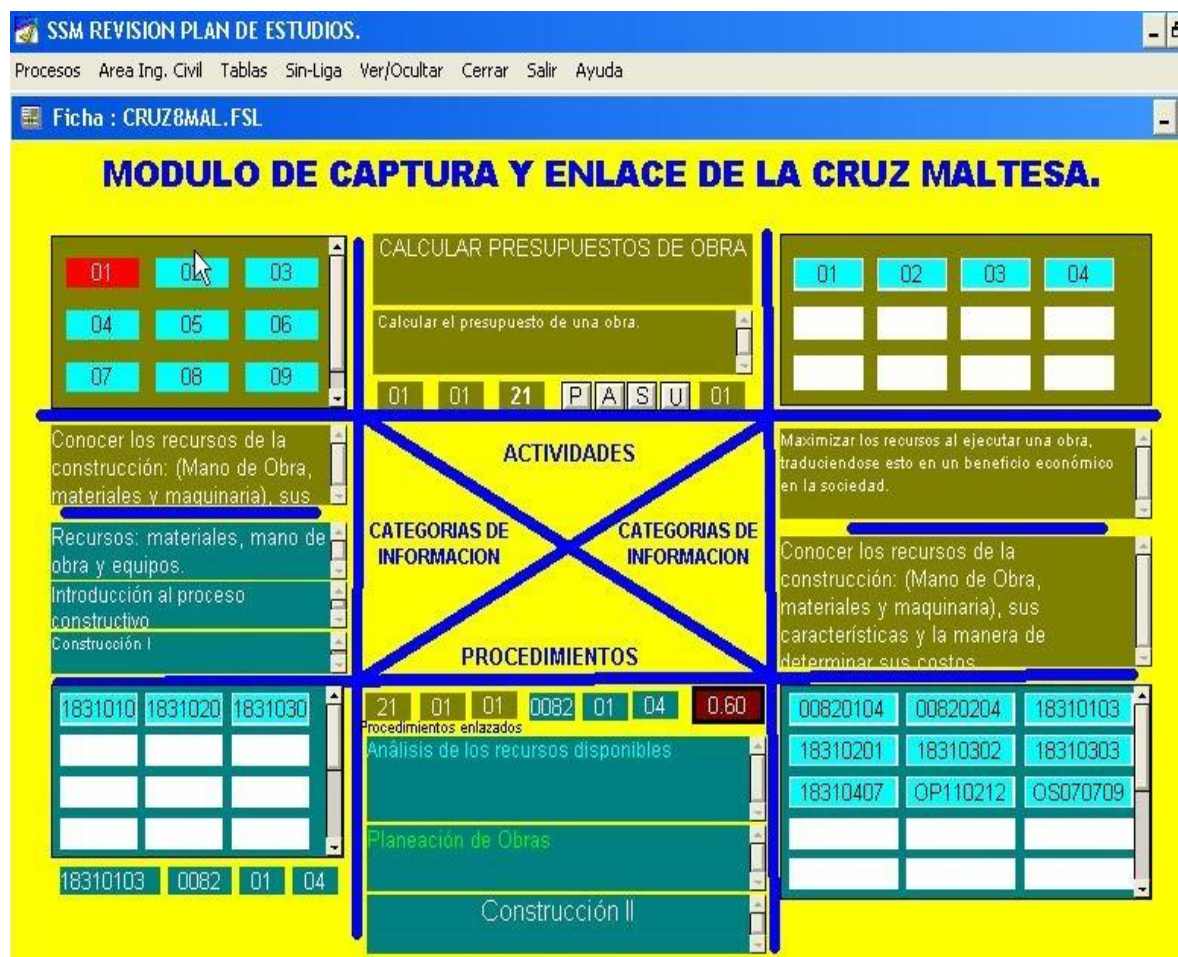 SSM REVISION PLAN DE ESTUDIOS.
Procesos Area Ing. Civil Tablas Sin-Liga Ver/Ocultar Cerrar Salir Ayuda
Ficha : CRUZ8MAL.FSL
MODULO DE CAPTURA Y ENLACE DE LA CRUZ MALTESA.
01 02 03
04 05 06
07 08 09
CALCULAR PRESUPUESTOS DE OBRA
Calcular el presupuesto de una obra.
01 01 21 P A S U 01
01 02 03 04
Conocer los recursos de la
construcción: (Mano de Obra,
materiales y maquinaria), sus
Recursos: materiales, mano de
obra y equipos.
Introducción al proceso
constructivo
Construcción I
ACTIVIDADES
CATEGORIAS DE
INFORMACION
CATEGORIAS DE
INFORMACION
PROCEDIMIENTOS
Maximizar los recursos al ejecutar una obra,
traduciendose esto en un beneficio económico
en la sociedad.
Conocer los recursos de la
construcción: (Mano de Obra,
materiales y maquinaria), sus
características y la manera de
determinar sus costos
1831010 1831020 1831030
18310103 0082 01 04
21 01 01 0082 01 04 0.60
Procedimientos enlazados
Análisis de los recursos disponibles
Planeación de Obras
Construcción II
00820104 00820204 18310103
18310201 18310302 18310303
18310407 OP110212 OS070709